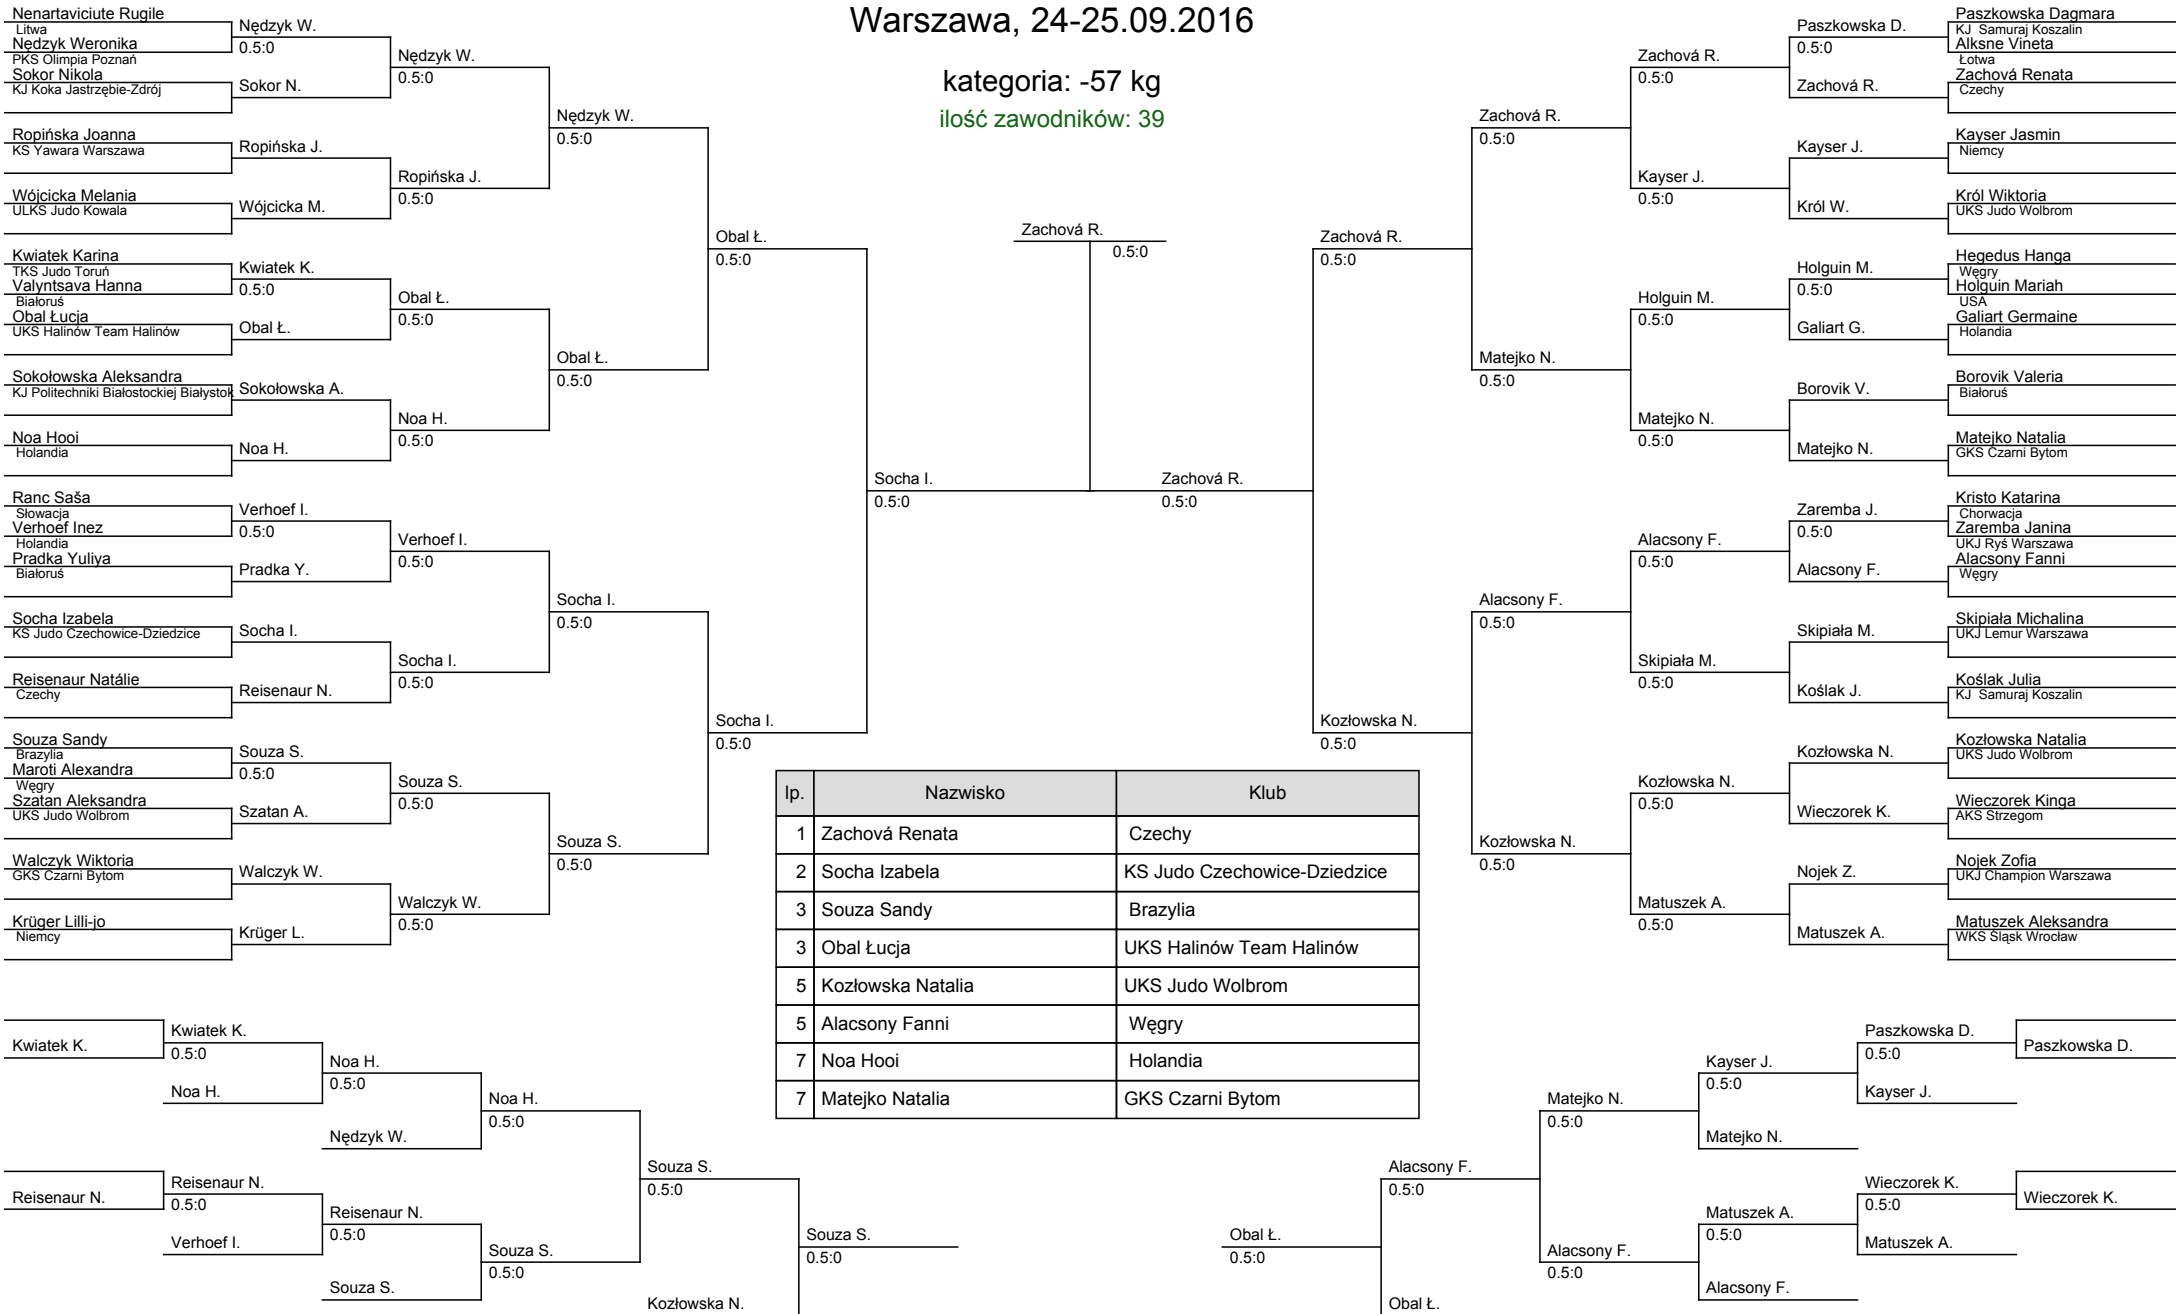 Warszawa, 24-25.09.2016
kategoria: -57 kg
ilość zawodników: 39
Nenartaviciute Rugile
Litwa
Nędzyk Weronika
PKS Olimpia Poznań
Sokor Nikola
KJ Koka Jastrzębie-Zdrój
Ropińska Joanna
KS Yawara Warszawa
Wójcicka Melania
ULKS Judo Kowala
Kwiatek Karina
TKS Judo Toruń
Valyntsava Hanna
Białoruś
Obal Łucja
UKS Halinów Team Halinów
Sokołowska Aleksandra
KJ Politechniki Białostockiej Białystok
Noa Hooi
Holandia
Ranc Saša
Słowacja
Verhoef Inez
Holandia
Pradka Yuliya
Białoruś
Socha Izabela
KS Judo Czechowice-Dziedzice
Reisenaur Natálie
Czechy
Souza Sandy
Brazylia
Maroti Alexandra
Węgry
Szatan Aleksandra
UKS Judo Wolbrom
Walczyk Wiktoria
GKS Czarni Bytom
Krüger Lilli-jo
Niemcy
Nędzyk W.
0.5:0
Sokor N.
Ropińska J.
Wójcicka M.
Kwiatek K.
0.5:0
Obal Ł.
Sokołowska A.
Noa H.
Verhoef I.
0.5:0
Pradka Y.
Socha I.
Reisenaur N.
Souza S.
0.5:0
Szatan A.
Walczyk W.
Krüger L.
Nędzyk W.
0.5:0
Ropińska J.
0.5:0
Obal Ł.
0.5:0
Noa H.
0.5:0
Verhoef I.
0.5:0
Socha I.
0.5:0
Souza S.
0.5:0
Walczyk W.
0.5:0
Nędzyk W.
0.5:0
Obal Ł.
0.5:0
Socha I.
0.5:0
Souza S.
0.5:0
Obal Ł.
0.5:0
Socha I.
0.5:0
Socha I.
0.5:0
Zachová R.
0.5:0
Zachová R.
0.5:0
Zachová R.
0.5:0
Kozłowska N.
0.5:0
Zachová R.
0.5:0
Matejko N.
0.5:0
Alacsony F.
0.5:0
Kozłowska N.
0.5:0
Zachová R.
0.5:0
Kayser J.
0.5:0
Holguin M.
0.5:0
Matejko N.
0.5:0
Alacsony F.
0.5:0
Skipiała M.
0.5:0
Kozłowska N.
0.5:0
Matuszek A.
0.5:0
Paszkowska D.
0.5:0
Zachová R.
Kayser J.
Król W.
Holguin M.
0.5:0
Galiart G.
Borovik V.
Matejko N.
Zaremba J.
0.5:0
Alacsony F.
Skipiała M.
Koślak J.
Kozłowska N.
Wieczorek K.
Nojek Z.
Matuszek A.
Paszkowska Dagmara
KJ Samuraj Koszalin
Alksne Vineta
Łotwa
Zachová Renata
Czechy
Kayser Jasmin
Niemcy
Król Wiktoria
UKS Judo Wolbrom
Hegedus Hanga
Węgry
Holguin Mariah
USA
Galiart Germaine
Holandia
Borovik Valeria
Białoruś
Matejko Natalia
GKS Czarni Bytom
Kristo Katarina
Chorwacja
Zaremba Janina
UKJ Ryś Warszawa
Alacsony Fanni
Węgry
Skipiała Michalina
UKJ Lemur Warszawa
Koślak Julia
KJ Samuraj Koszalin
Kozłowska Natalia
UKS Judo Wolbrom
Wieczorek Kinga
AKS Strzegom
Nojek Zofia
UKJ Champion Warszawa
Matuszek Aleksandra
WKS Śląsk Wrocław
lp. Nazwisko Klub
1 Zachová Renata Czechy
2 Socha Izabela KS Judo Czechowice-Dziedzice
3 Souza Sandy Brazylia
3 Obal Łucja UKS Halinów Team Halinów
5 Kozłowska Natalia UKS Judo Wolbrom
5 Alacsony Fanni Węgry
7 Noa Hooi Holandia
7 Matejko Natalia GKS Czarni Bytom
Kwiatek K.
Reisenaur N.
Kwiatek K.
0.5:0
Noa H.
Reisenaur N.
0.5:0
Verhoef I.
Noa H.
0.5:0
Nędzyk W.
Reisenaur N.
0.5:0
Souza S.
Noa H.
0.5:0
Souza S.
0.5:0
Souza S.
0.5:0
Kozłowska N.
Souza S.
0.5:0
Obal Ł.
0.5:0
Alacsony F.
0.5:0
Obal Ł.
Matejko N.
0.5:0
Alacsony F.
0.5:0
Kayser J.
0.5:0
Matejko N.
Matuszek A.
0.5:0
Alacsony F.
Paszkowska D.
0.5:0
Kayser J.
Wieczorek K.
0.5:0
Matuszek A.
Paszkowska D.
Wieczorek K.